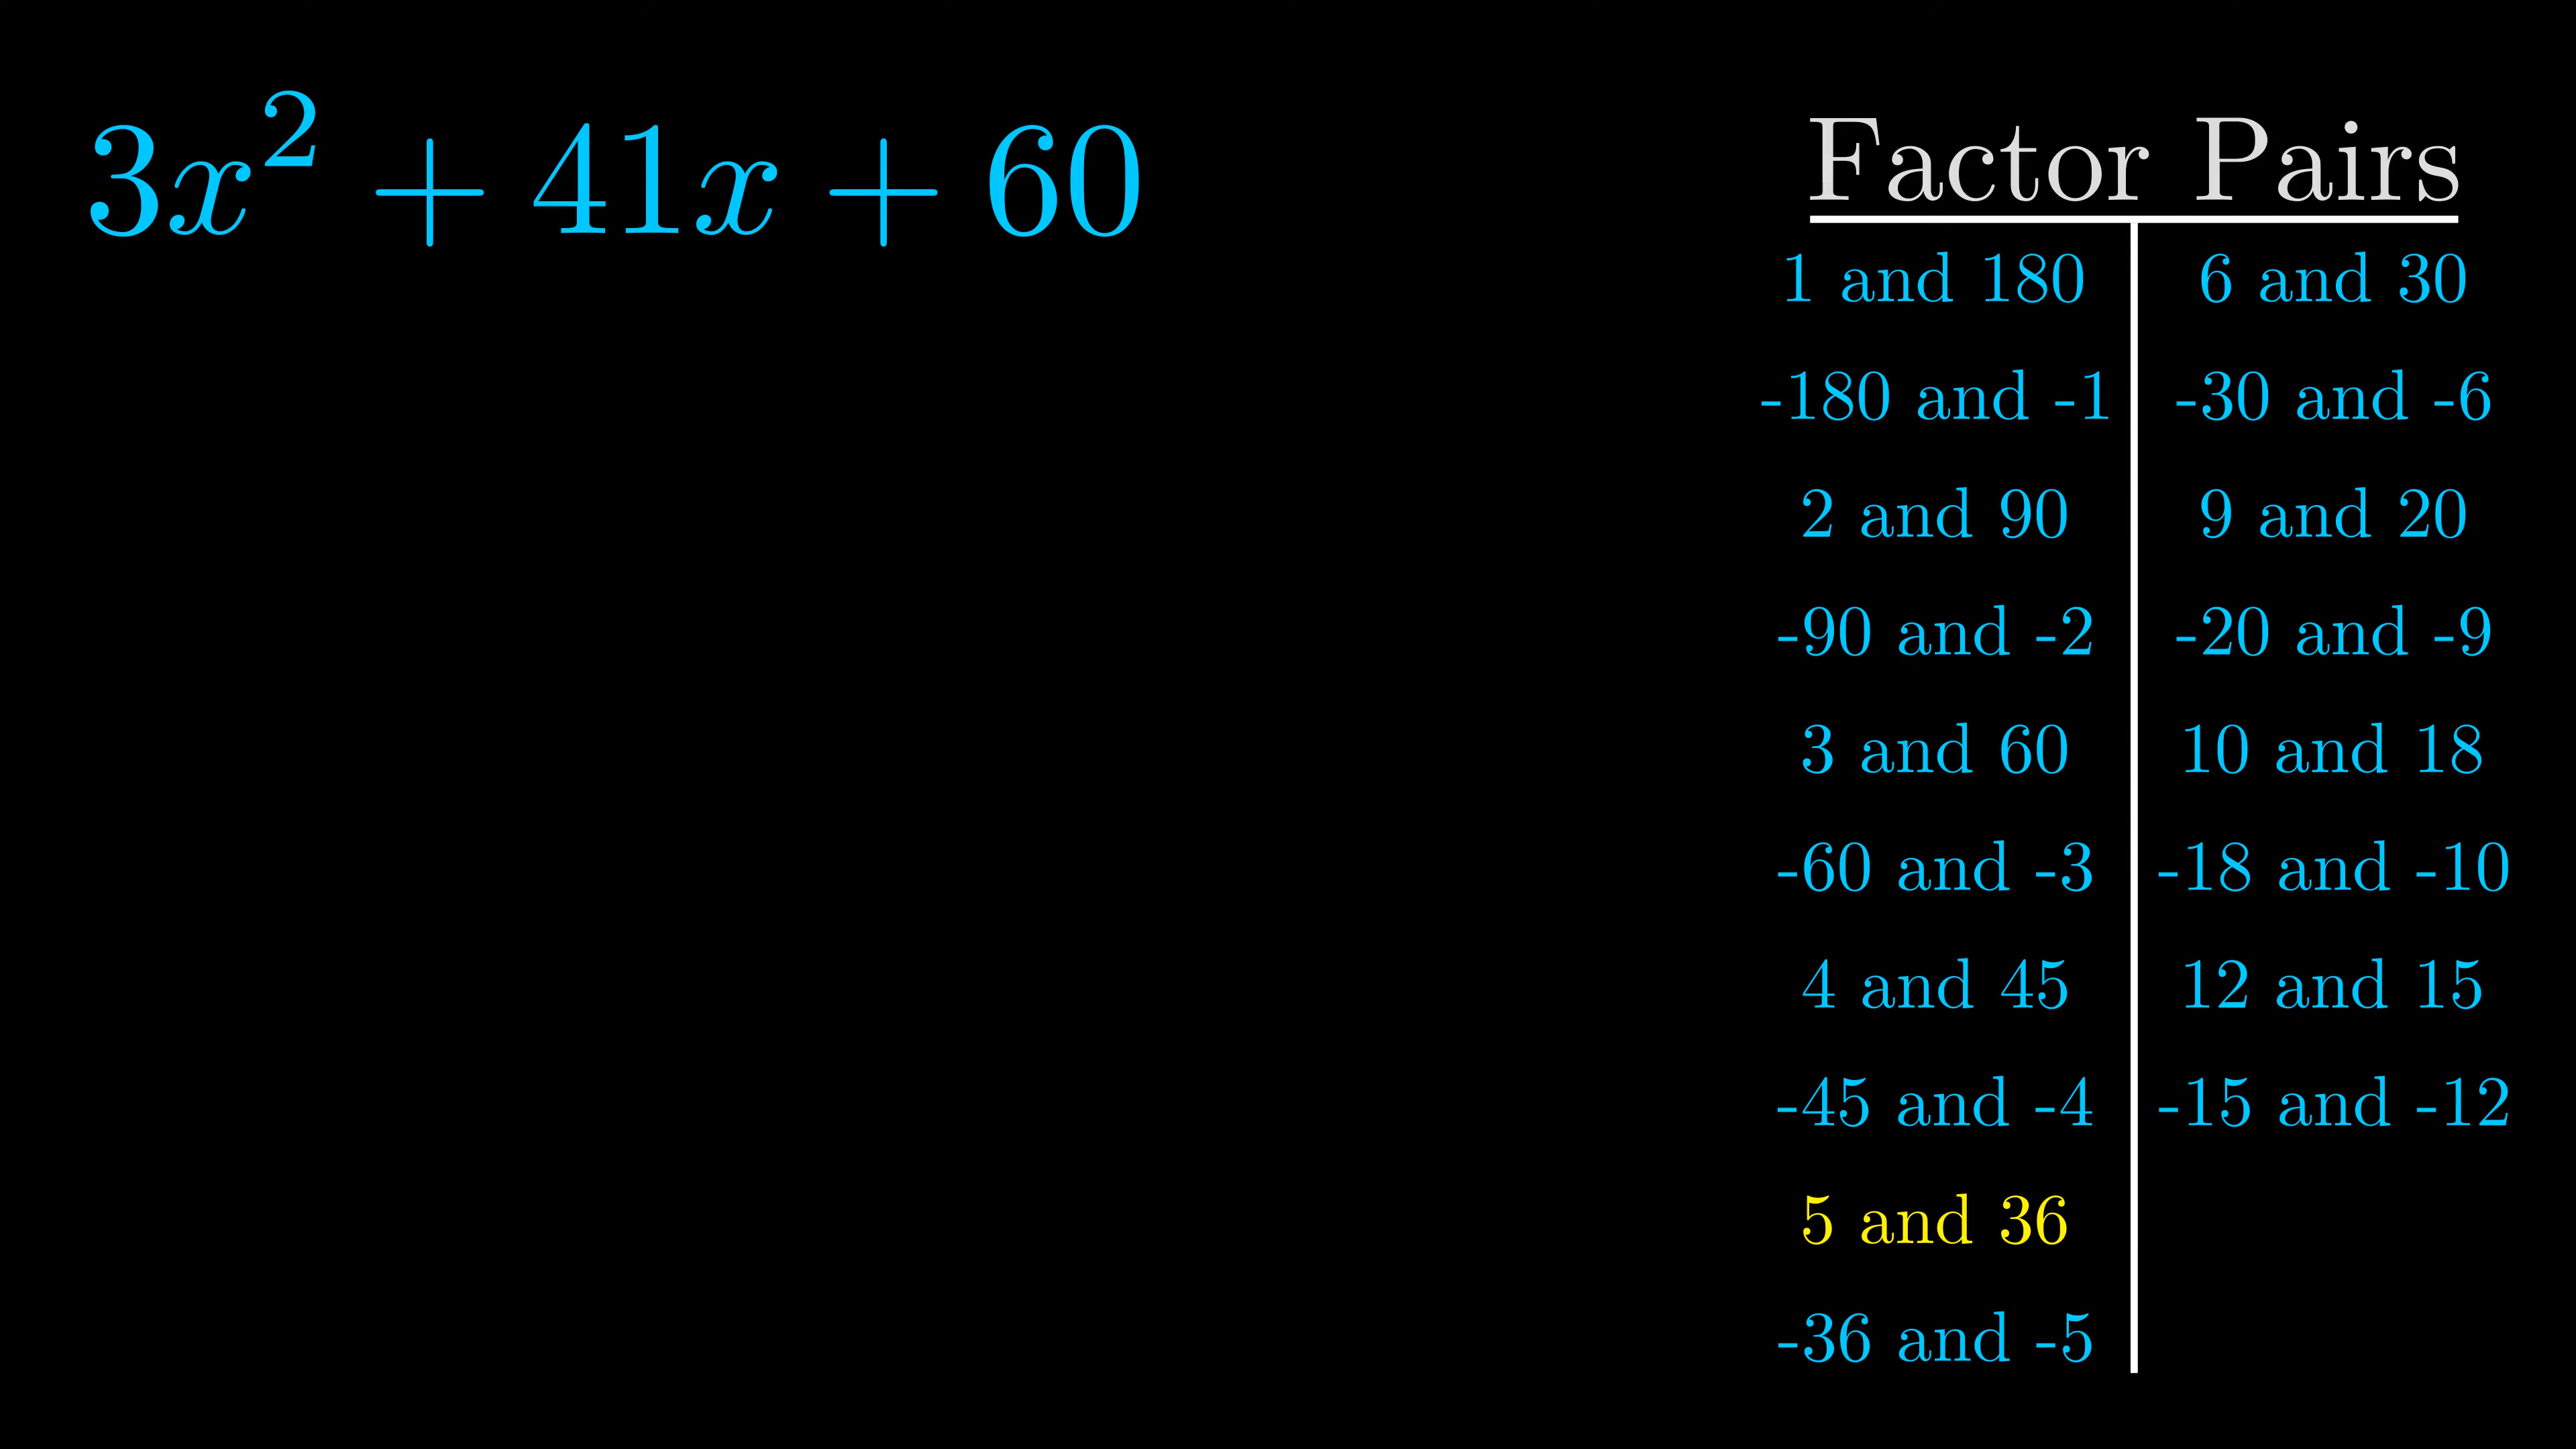 3x² + 41x + 60
Factor Pairs
1 and 180
-180 and -1
2 and 90
-90 and -2
3 and 60
-60 and -3
4 and 45
-45 and -4
5 and 36
-36 and -5
6 and 30
-30 and -6
9 and 20
-20 and -9
10 and 18
-18 and -10
12 and 15
-15 and -12